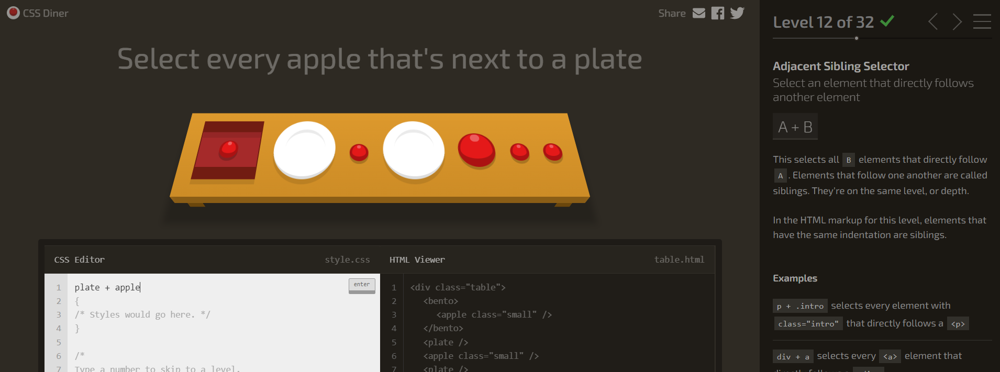 CSS Diner
Share
Select every apple that's next to a plate
CSS Editor style.css
1 plate + apple
enter
2 {
3 /* Styles would go here. */
4 }
5
6 /*
7 Type a number to skip to a level.
HTML Viewer table.html
1 <div class="table">
2 <bento>
3 <apple class="small" />
4 </bento>
5 <plate />
6 <apple class="small" />
7 <plate />
Level 12 of 32
Adjacent Sibling Selector
Select an element that directly follows
another element
A + B
This selects all B elements that directly follow
A . Elements that follow one another are called
siblings. They're on the same level, or depth.
In the HTML markup for this level, elements that
have the same indentation are siblings.
Examples
p + .intro selects every element with
class="intro" that directly follows a <p>
div + a selects every <a> element that
directly follows a